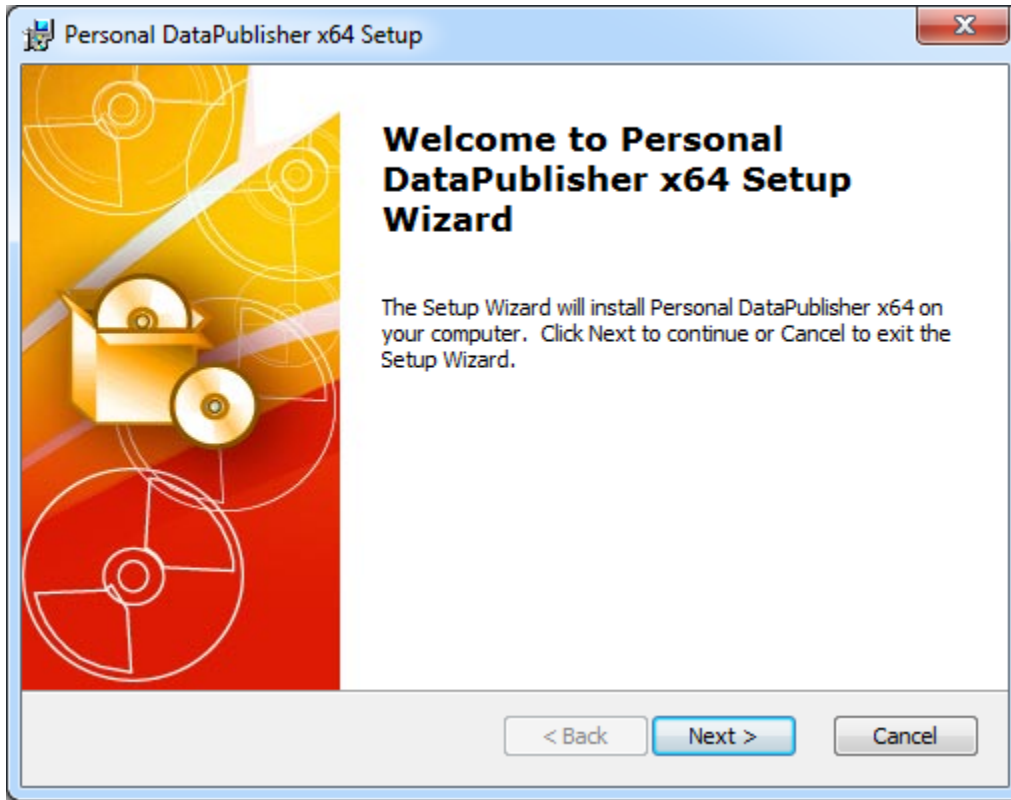 Personal DataPublisher x64 Setup
Welcome to Personal
DataPublisher x64 Setup
Wizard
The Setup Wizard will install Personal DataPublisher x64 on
your computer.  Click Next to continue or Cancel to exit the
Setup Wizard.
< Back
Next >
Cancel